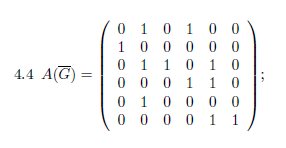 0 1 0 1 0 0
1 0 0 0 0 0
4.4 A(G̅) = 0 1 1 0 1 0 ;
0 0 0 1 1 0
0 1 0 0 0 0
0 0 0 0 1 1